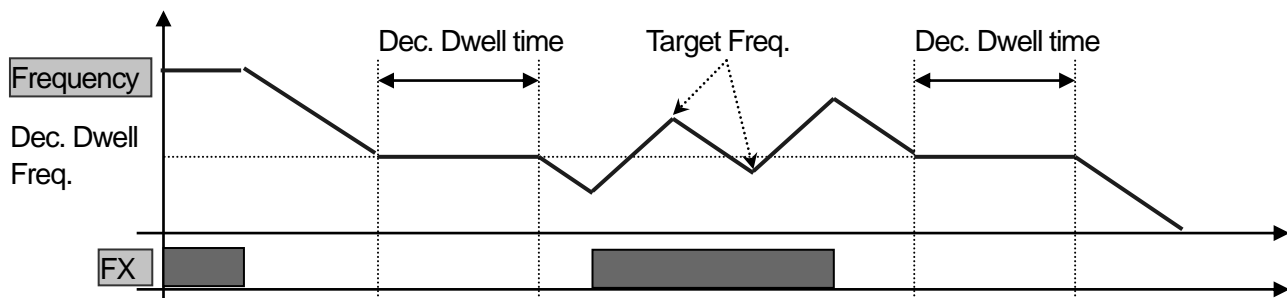 Dec. Dwell time
Target Freq.
Dec. Dwell time
Frequency
Dec. Dwell
Freq.
FX